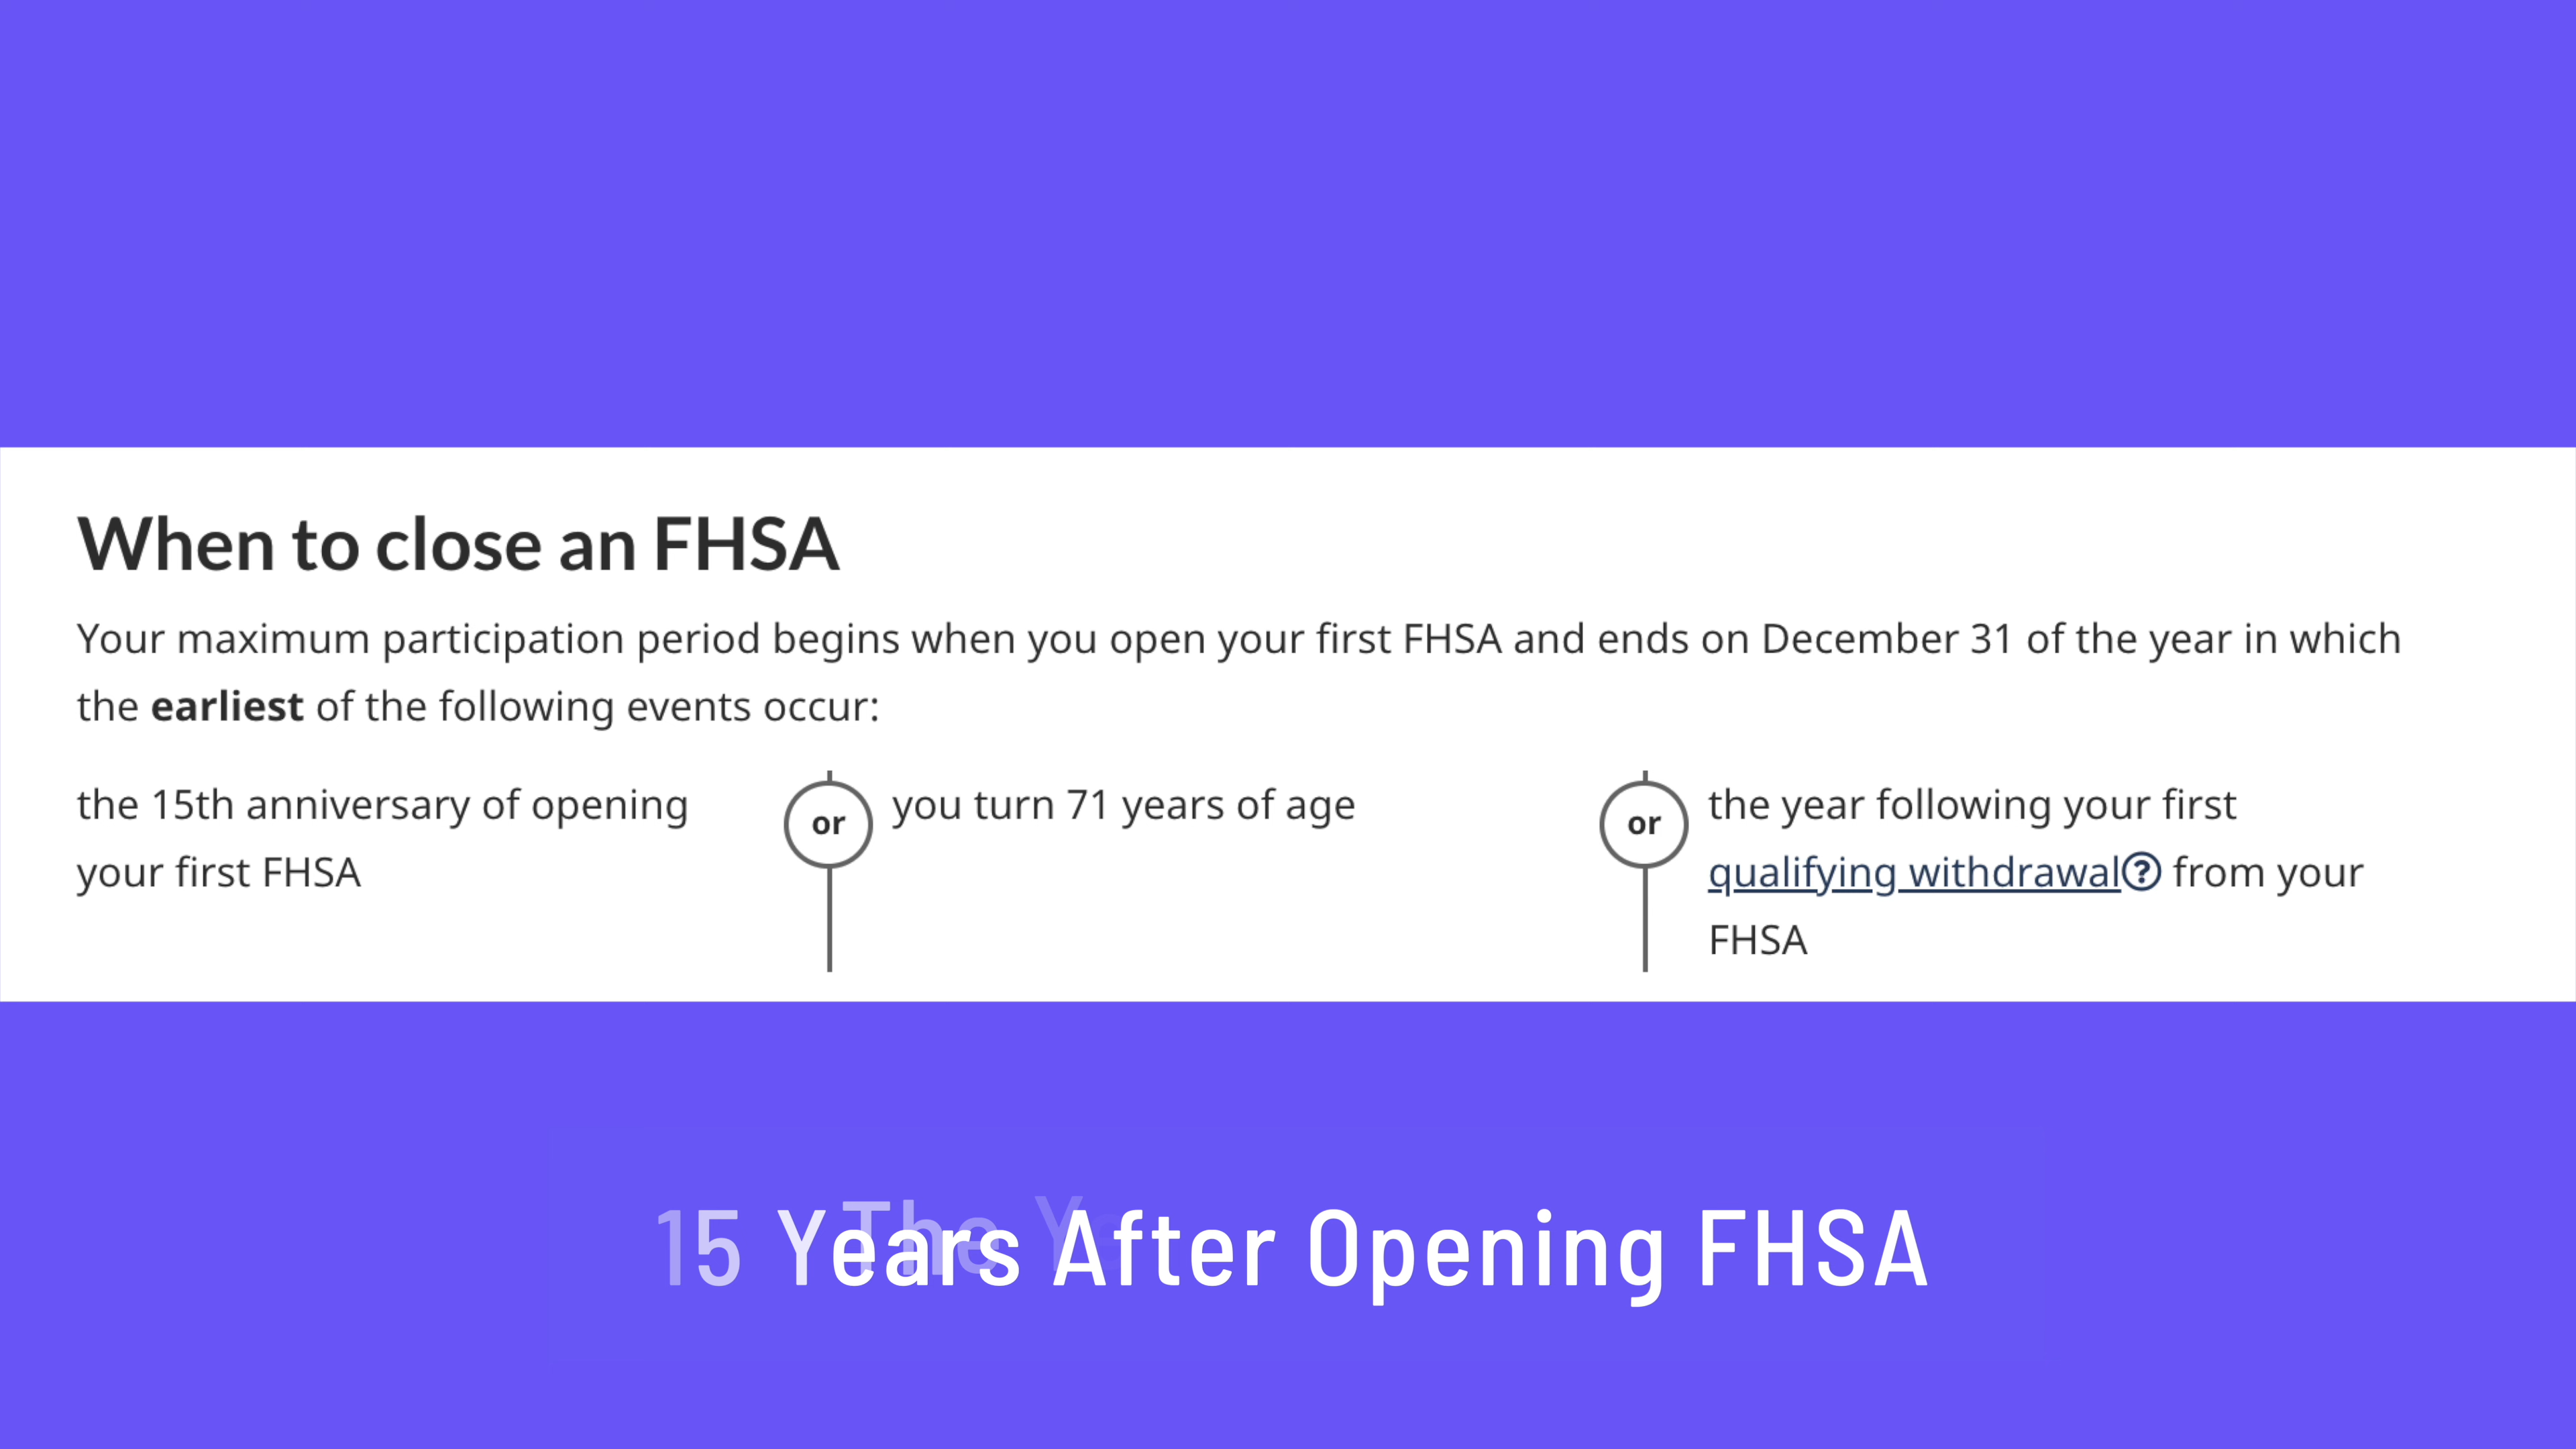 When to close an FHSA
Your maximum participation period begins when you open your first FHSA and ends on December 31 of the year in which
the earliest of the following events occur:
the 15th anniversary of opening
your first FHSA
or
you turn 71 years of age
or
the year following your first
qualifying withdrawal? from your
FHSA
15 Years After Opening FHSA
The